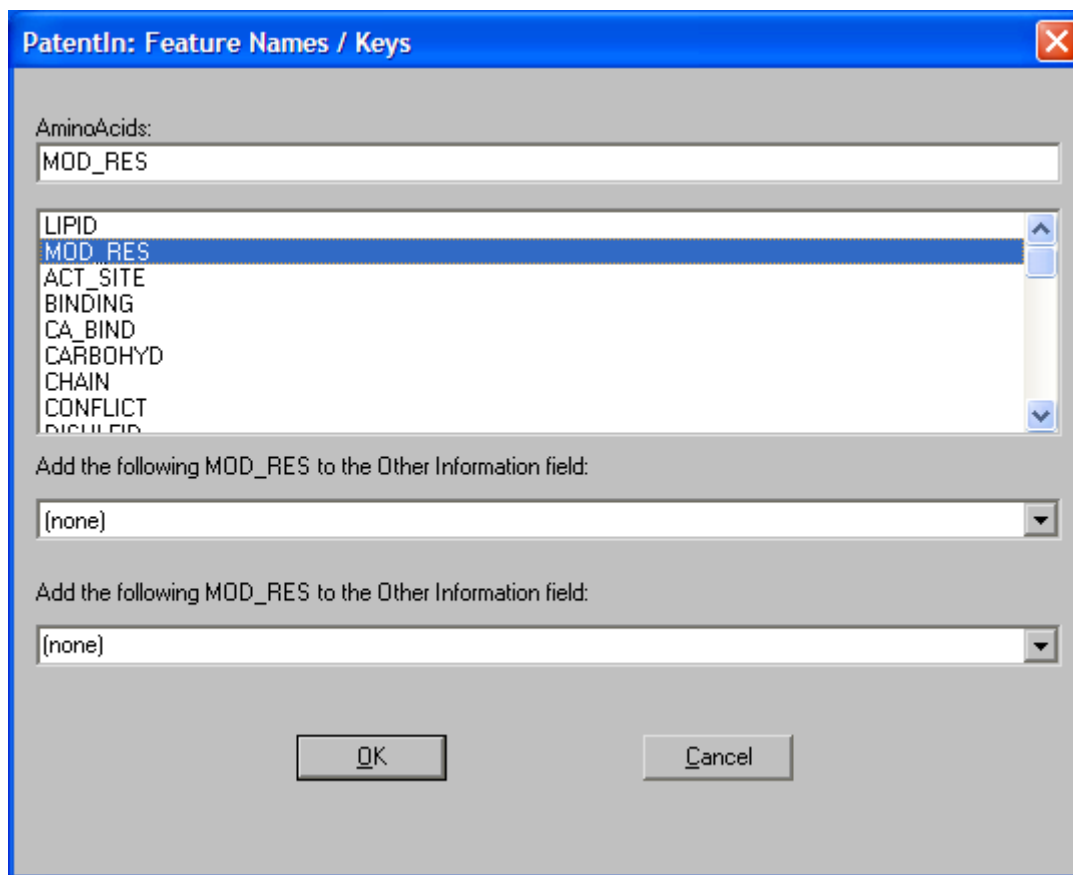 PatentIn: Feature Names / Keys
AminoAcids:
MOD_RES
LIPID
MOD_RES
ACT_SITE
BINDING
CA_BIND
CARBOHYD
CHAIN
CONFLICT
DISULFID
Add the following MOD_RES to the Other Information field:
(none)
Add the following MOD_RES to the Other Information field:
(none)
OK
Cancel